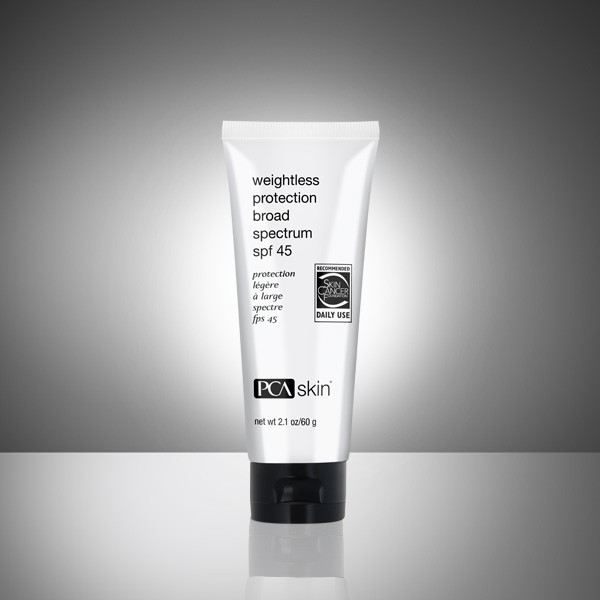 weightless
protection
broad
spectrum
spf 45
protection
légère
à large
spectre
fps 45
RECOMMENDED
SKIN
CANCER
FOUNDATION
DAILY USE
PCA skin®
net wt 2.1 oz/60 g